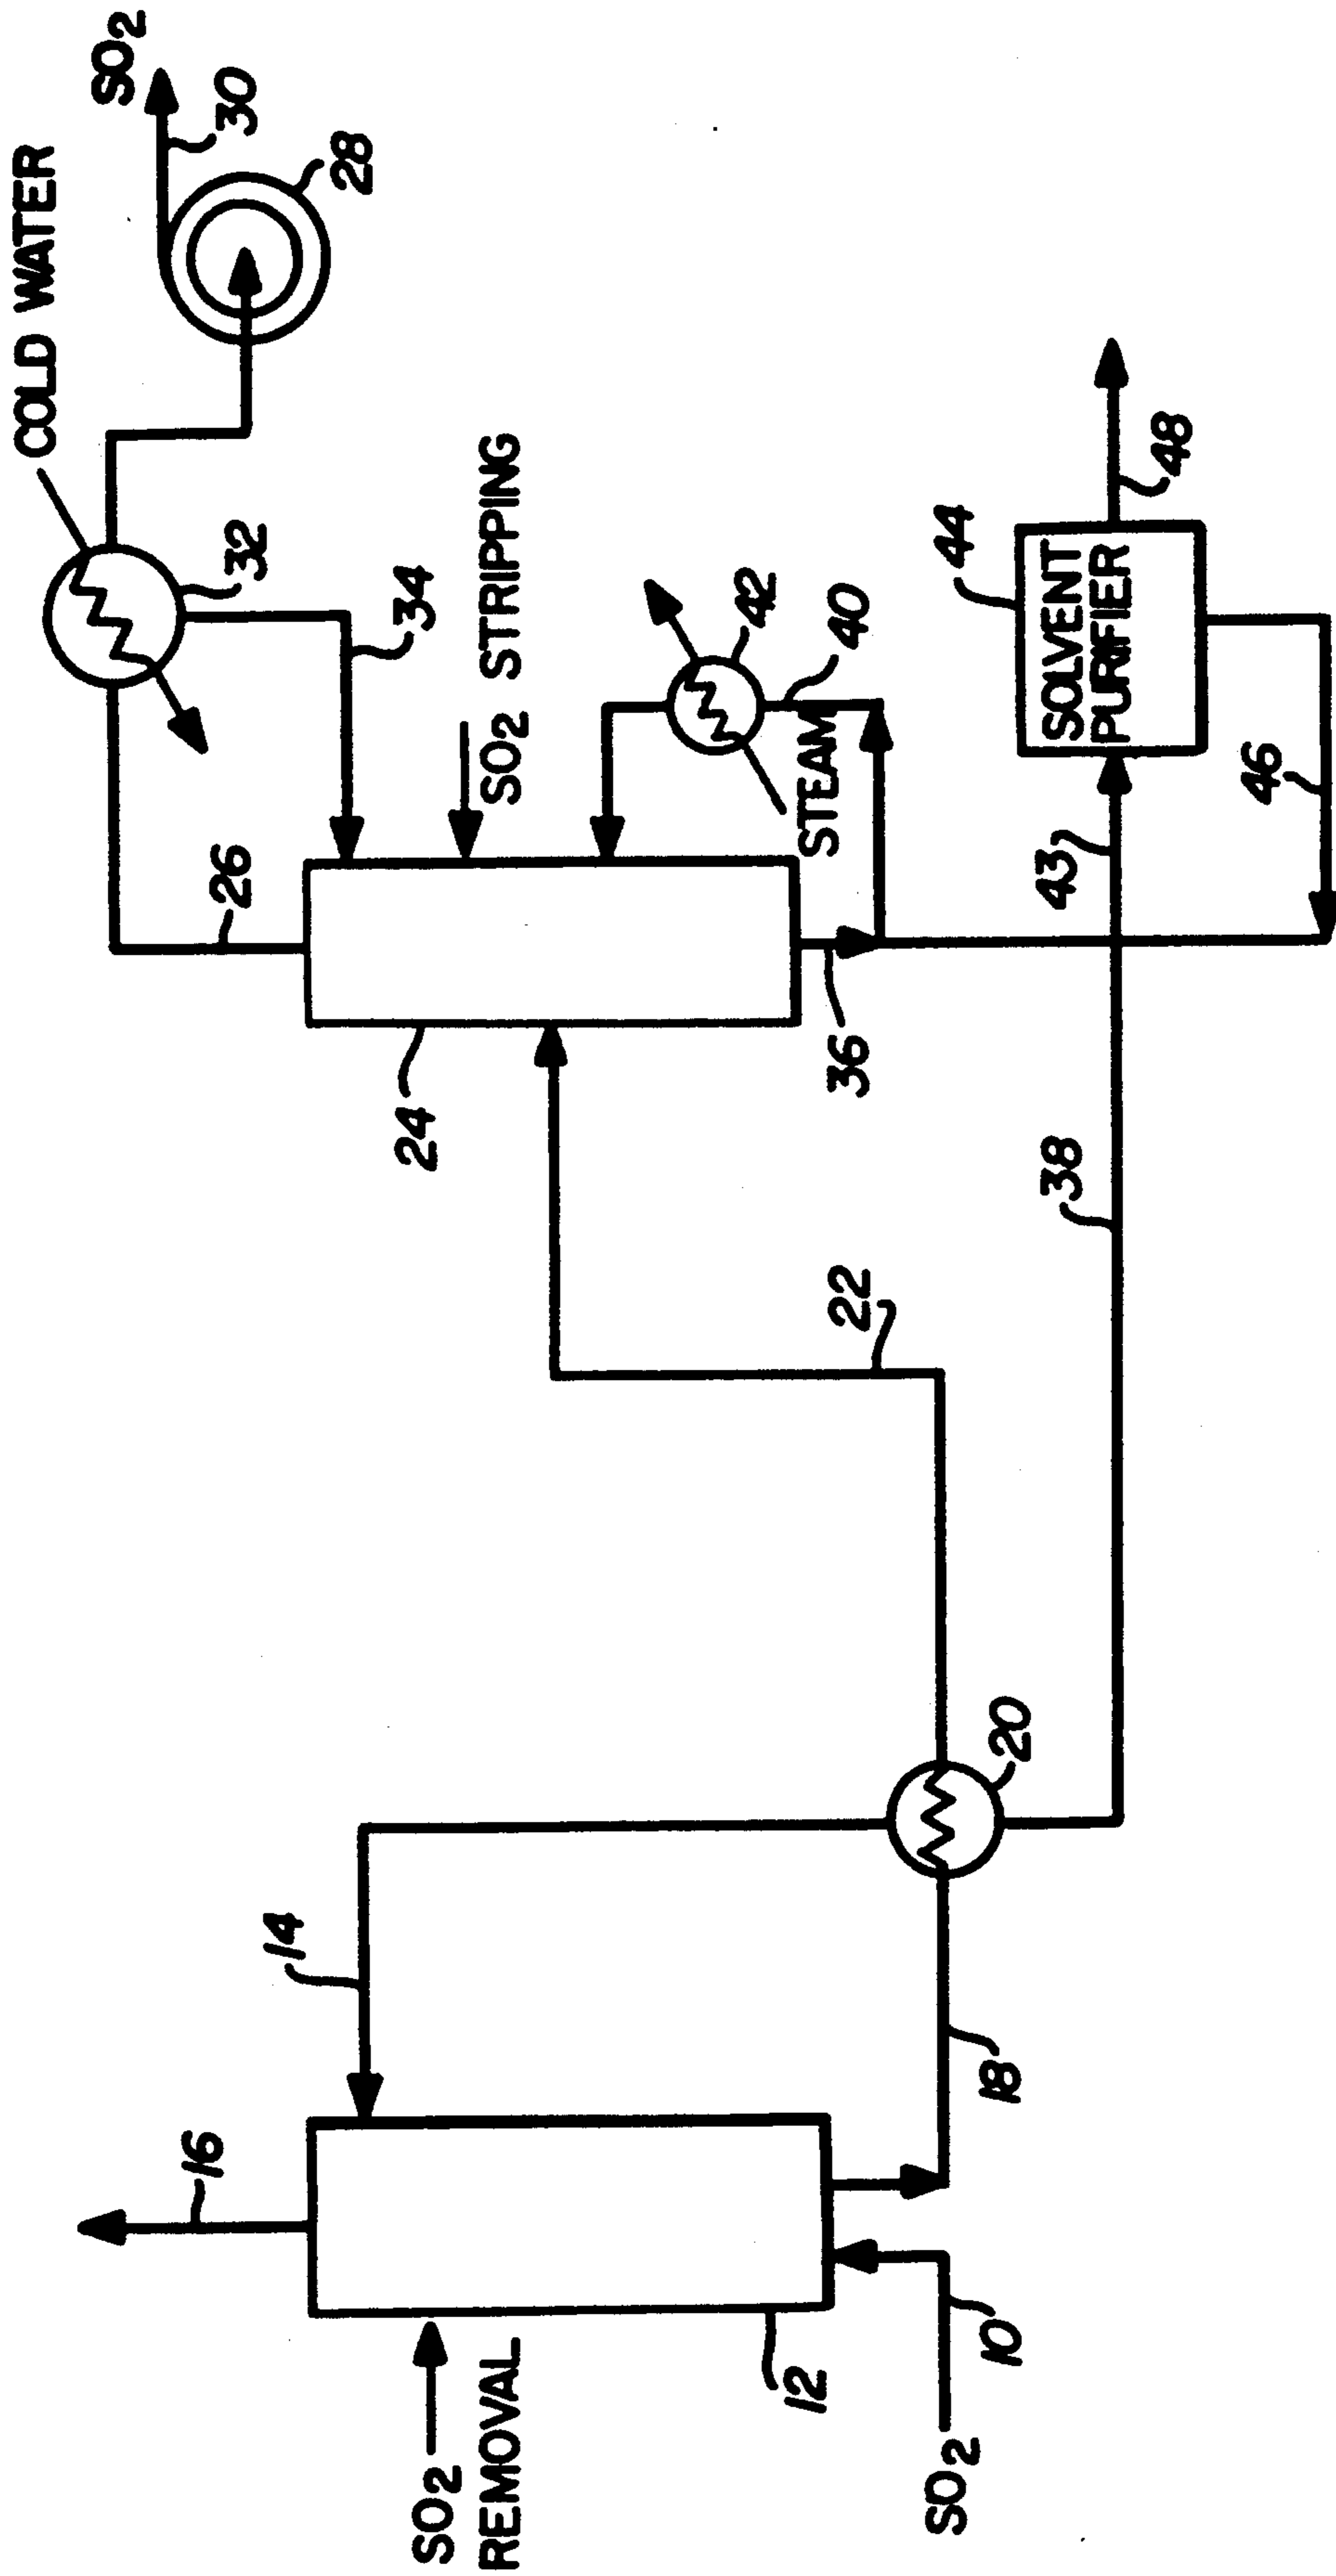 COLD WATER
SO2
30
28
32
26
34
SO2 STRIPPING
24
42
40
STEAM
36
22
14
16
SO2
REMOVAL
12
20
18
10
SO2
38
43
44
SOLVENT
PURIFIER
48
46